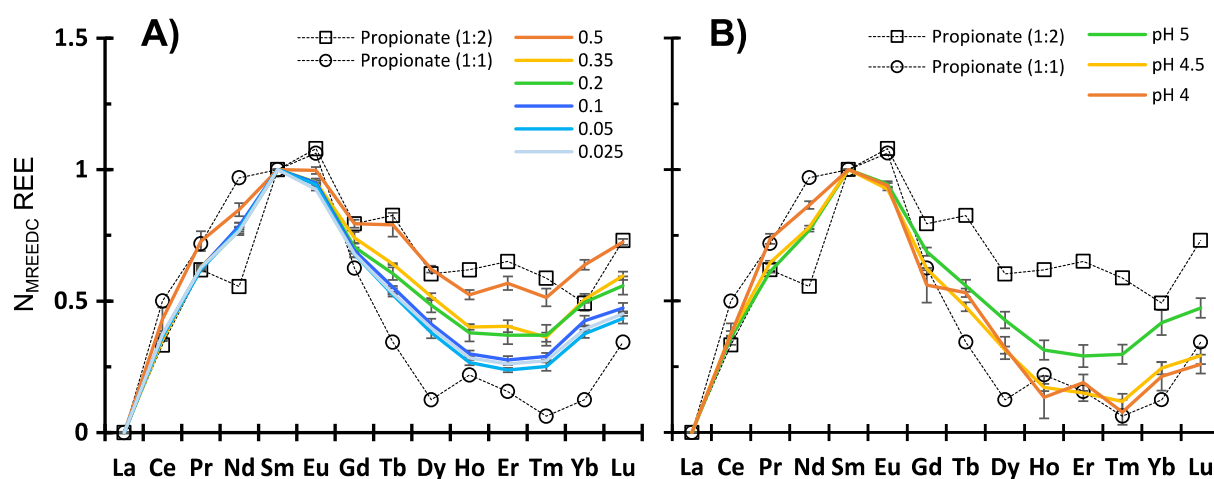 A)
Propionate (1:2)
Propionate (1:1)
0.5
0.35
0.2
0.1
0.05
0.025
1.5
1
0.5
0
N MREEDC REE
La Ce Pr Nd Sm Eu Gd Tb Dy Ho Er Tm Yb Lu
B)
Propionate (1:2)
Propionate (1:1)
pH 5
pH 4.5
pH 4
La Ce Pr Nd Sm Eu Gd Tb Dy Ho Er Tm Yb Lu